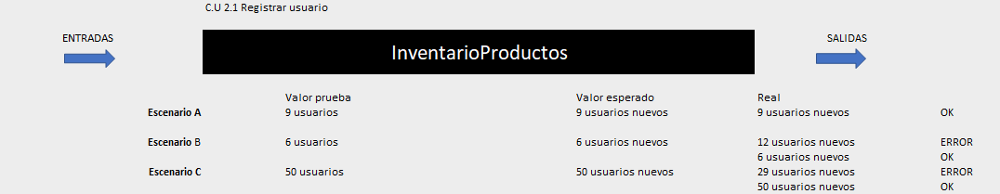 C.U 2.1 Registrar usuario
ENTRADAS SALIDAS
InventarioProductos
Valor prueba Valor esperado Real
Escenario A 9 usuarios 9 usuarios nuevos 9 usuarios nuevos OK
Escenario B 6 usuarios 6 usuarios nuevos 12 usuarios nuevos ERROR
6 usuarios nuevos OK
Escenario C 50 usuarios 50 usuarios nuevos 29 usuarios nuevos ERROR
50 usuarios nuevos OK